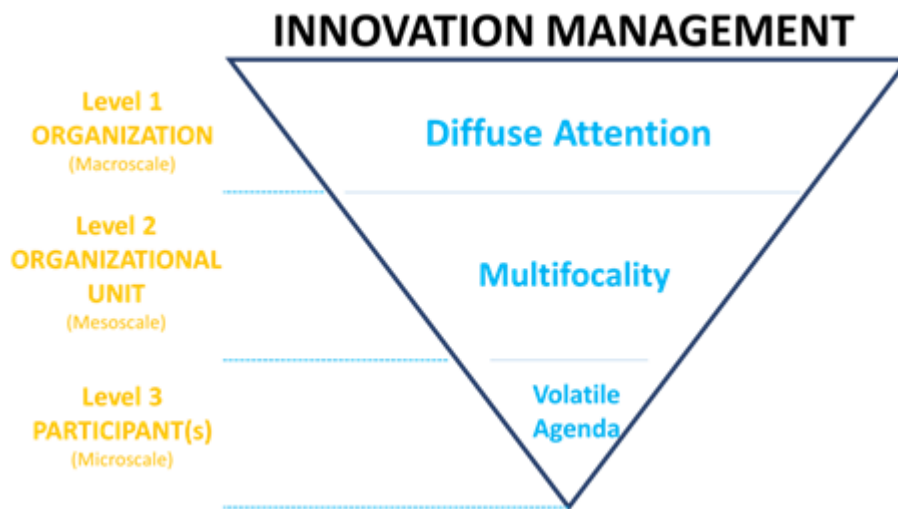 INNOVATION MANAGEMENT
Level 1
ORGANIZATION
(Macroscale)
Diffuse Attention
Level 2
ORGANIZATIONAL
UNIT
(Mesoscale)
Multifocality
Level 3
PARTICIPANT(s)
(Microscale)
Volatile
Agenda